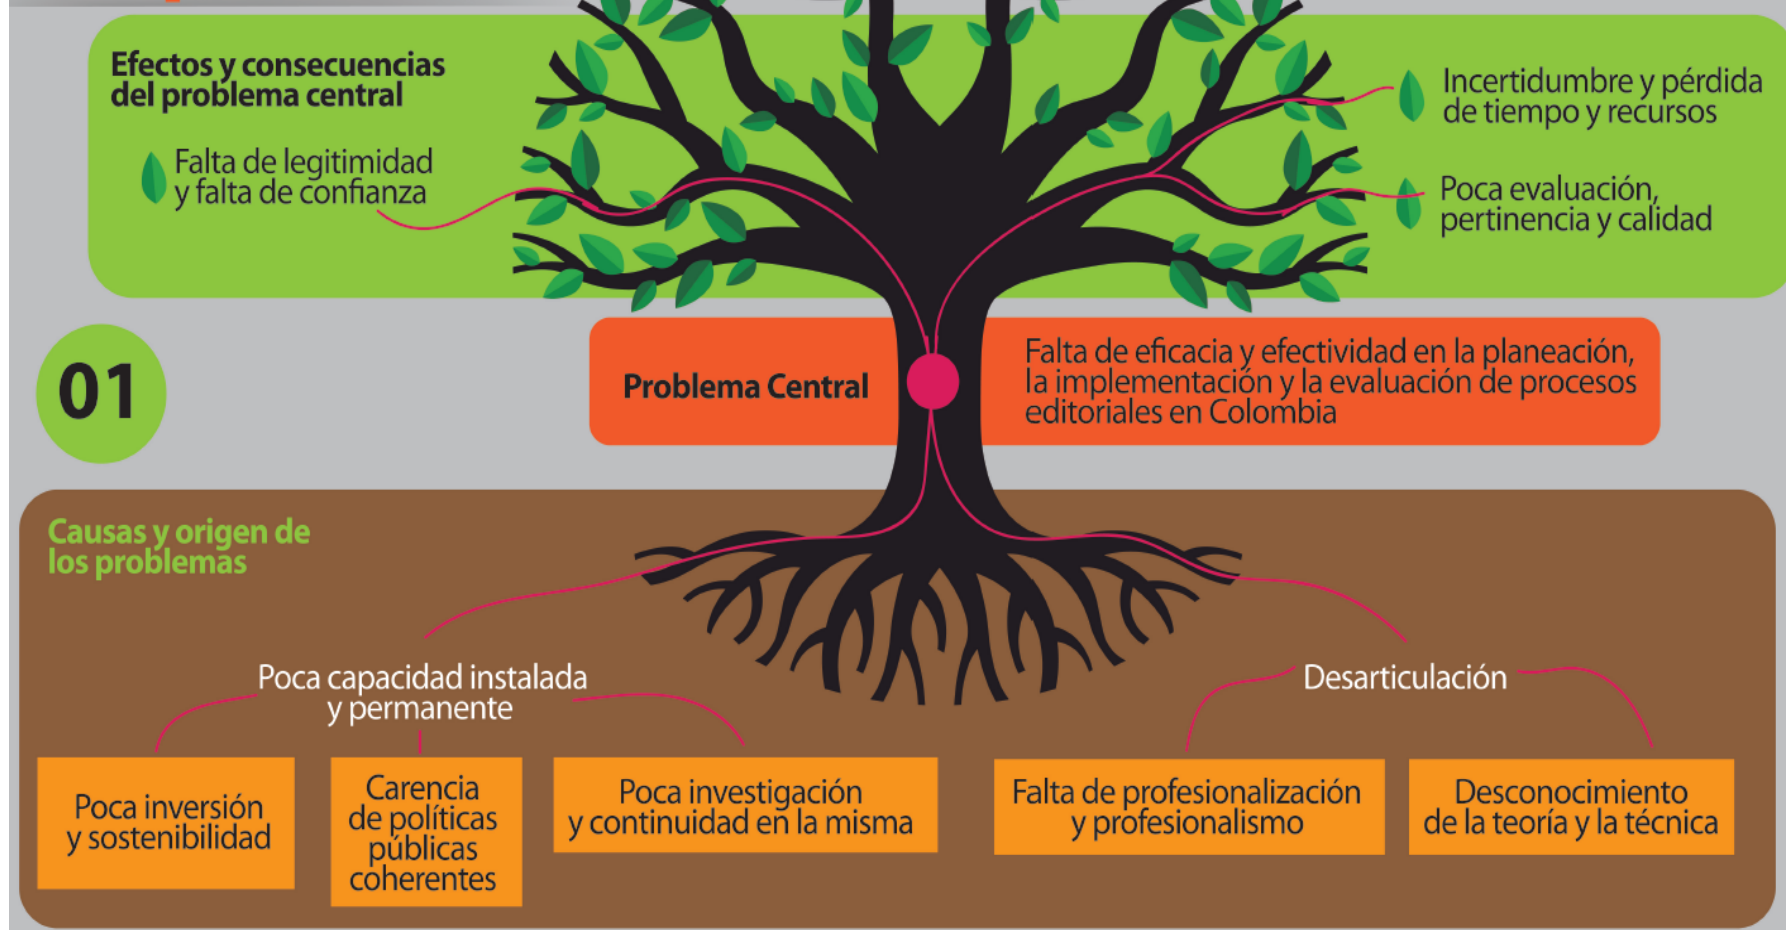 Efectos y consecuencias
del problema central
Falta de legitimidad
y falta de confianza
Incertidumbre y pérdida
de tiempo y recursos
Poca evaluación,
pertinencia y calidad
01
Problema Central
Falta de eficacia y efectividad en la planeación,
la implementación y la evaluación de procesos
editoriales en Colombia
Causas y origen de
los problemas
Poca capacidad instalada
y permanente
Desarticulación
Poca inversión
y sostenibilidad
Carencia
de políticas
públicas
coherentes
Poca investigación
y continuidad en la misma
Falta de profesionalización
y profesionalismo
Desconocimiento
de la teoría y la técnica